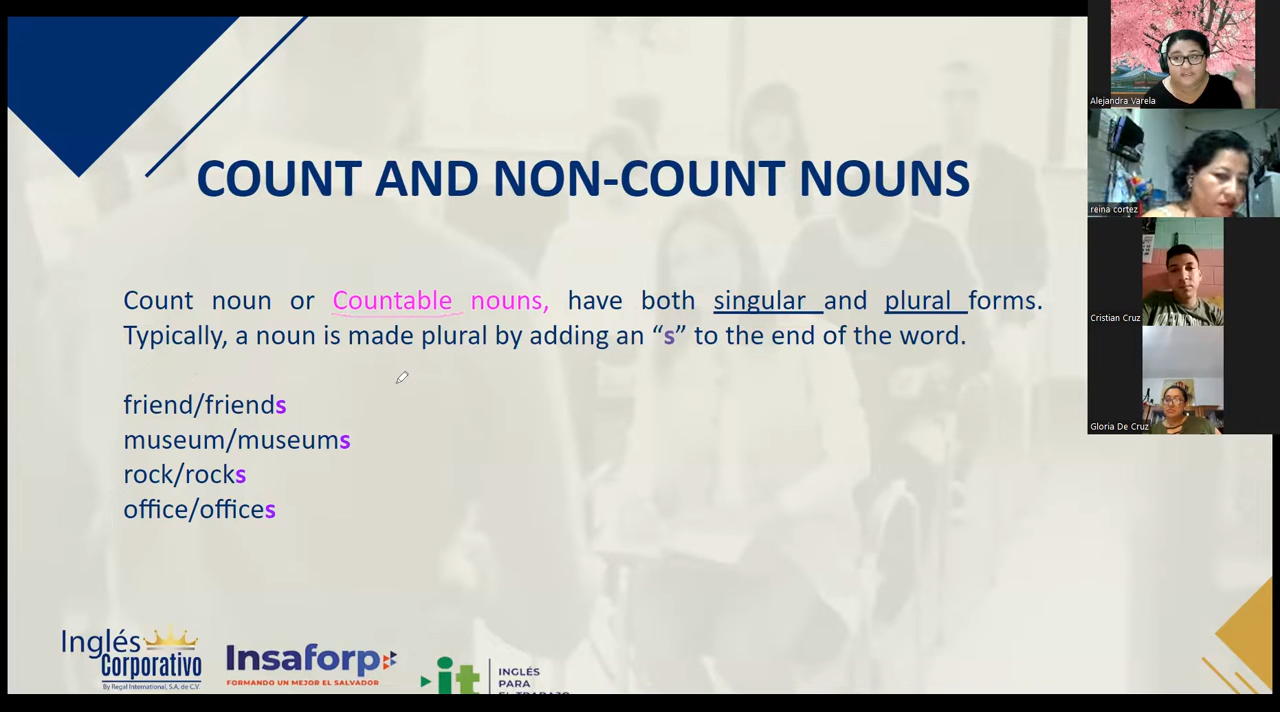 COUNT AND NON-COUNT NOUNS
Count noun or Countable nouns, have both singular and plural forms.
Typically, a noun is made plural by adding an “s” to the end of the word.
friend/friends
museum/museums
rock/rocks
office/offices
Inglés
Corporativo
By Regal International, S.A. de C.V.
Insaforp
FORMANDO UN MEJOR EL SALVADOR
it
INGLÉS
PARA
EL TRABAJO
Alejandra Varela
reina cortez
Cristian Cruz
Gloria De Cruz